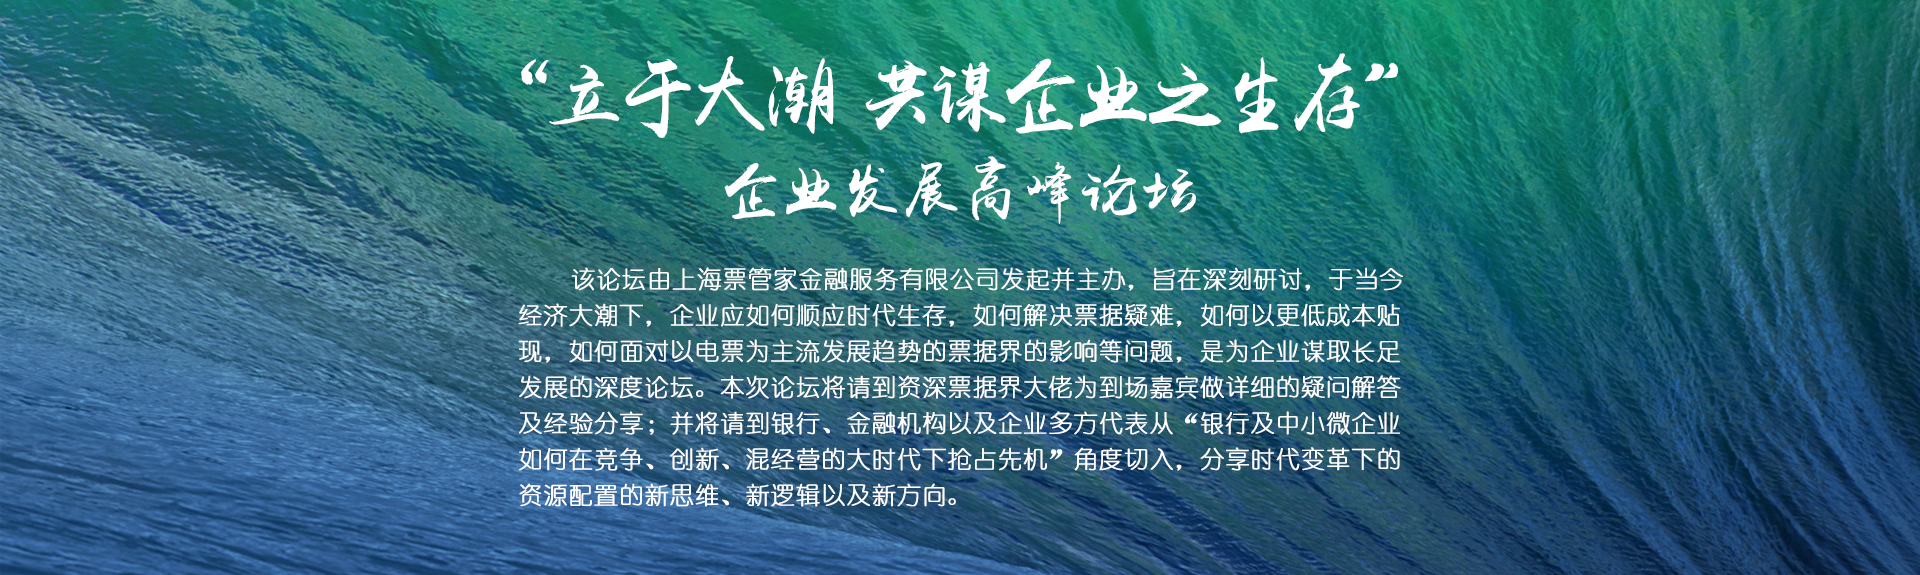 “立于大潮 共谋企业之生存”
企业发展高峰论坛
该论坛由上海票管家金融服务有限公司发起并主办，旨在深刻研讨，于当今
经济大潮下，企业应如何顺应时代生存，如何解决票据疑难，如何以更低成本贴
现，如何面对以电票为主流发展趋势的票据界的影响等问题，是为企业谋取长足
发展的深度论坛。本次论坛将请到资深票据界大佬为到场嘉宾做详细的疑问解答
及经验分享；并将请到银行、金融机构以及企业多方代表从“银行及中小微企业
如何在竞争、创新、混经营的大时代下抢占先机”角度切入，分享时代变革下的
资源配置的新思维、新逻辑以及新方向。